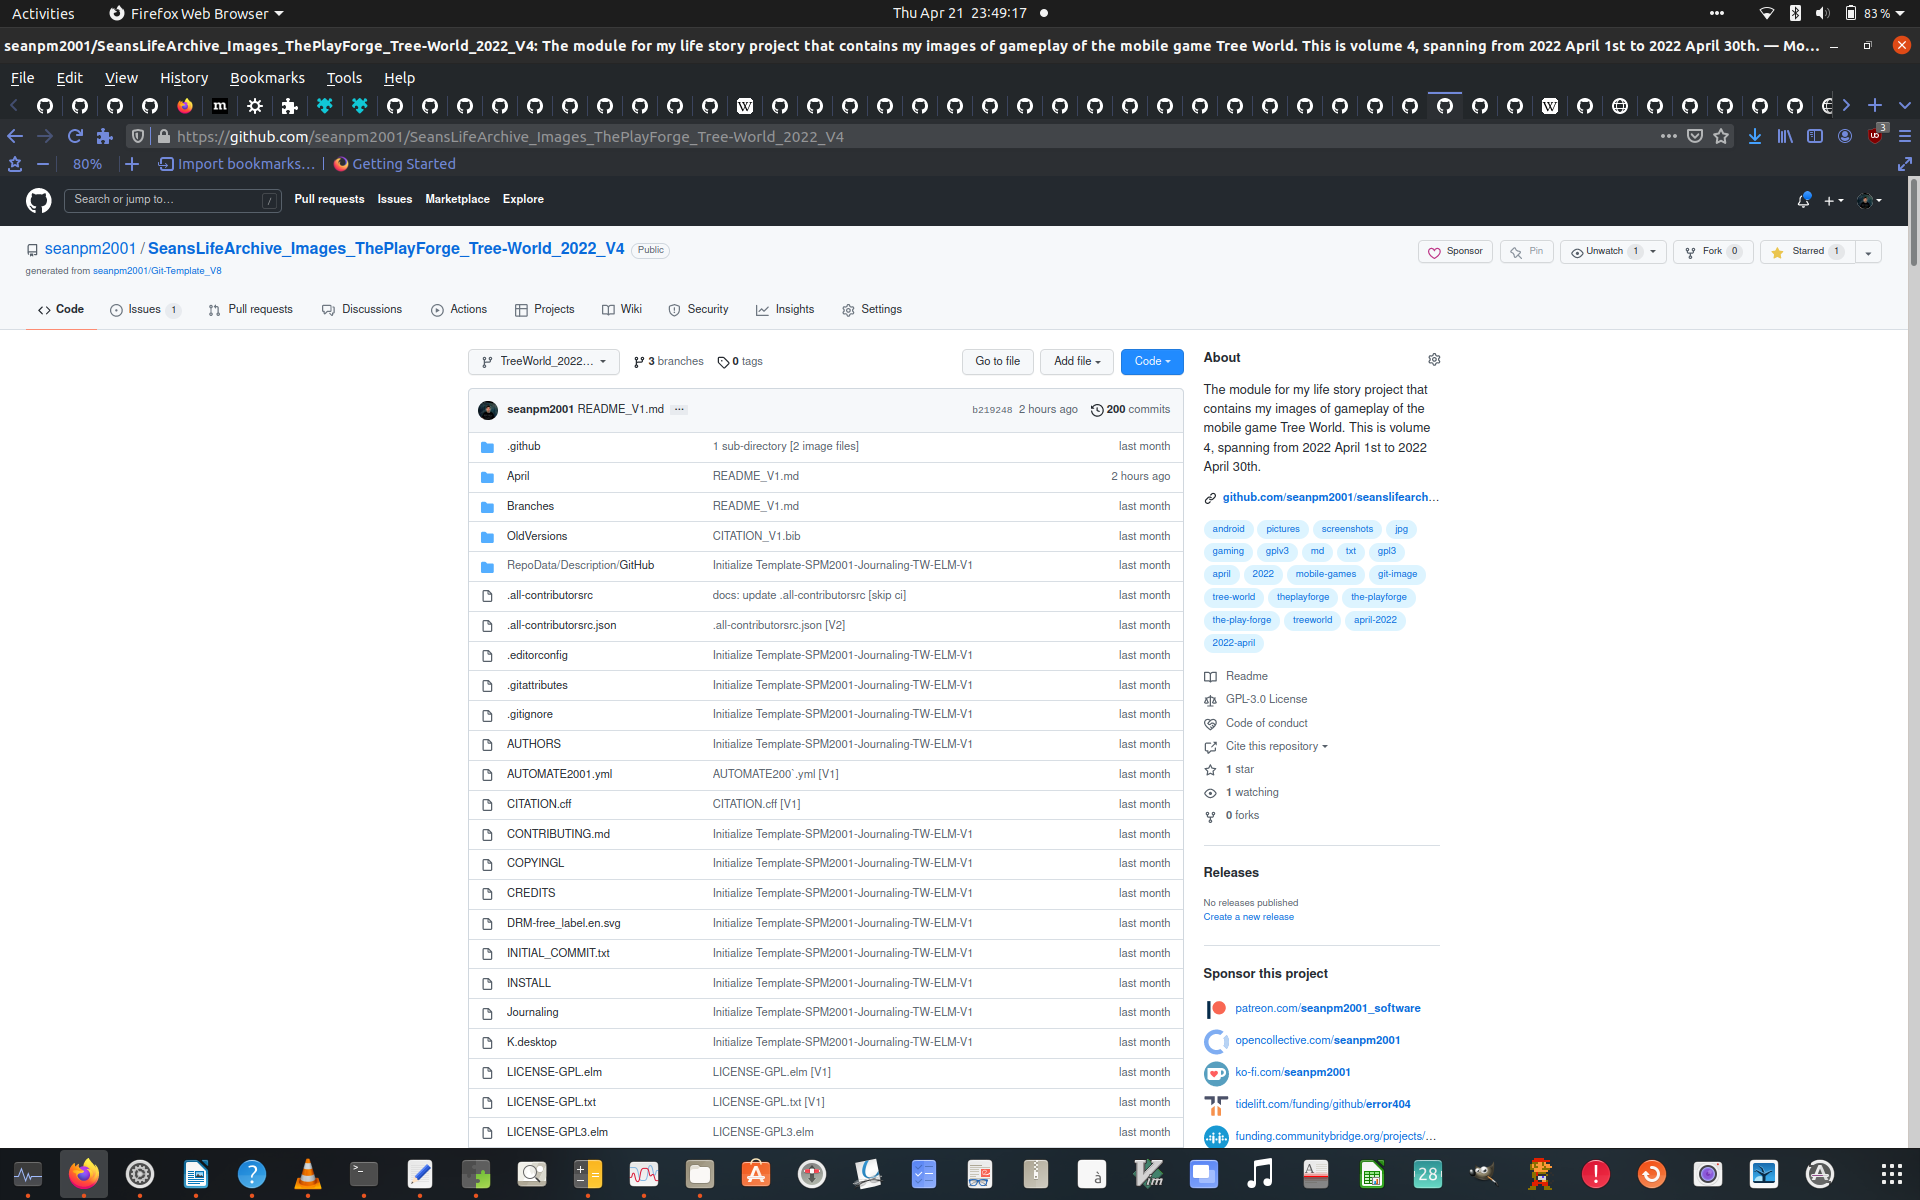 Activities Firefox Web Browser Thu Apr 21 23:49:17 83 %
seanpm2001/SeansLifeArchive_Images_ThePlayForge_Tree-World_2022_V4: The module for my life story project that contains my images of gameplay of the mobile game Tree World. This is volume 4, spanning from 2022 April 1st to 2022 April 30th. — Mo…
File Edit View History Bookmarks Tools Help
https://github.com/seanpm2001/SeansLifeArchive_Images_ThePlayForge_Tree-World_2022_V4 3
80% Import bookmarks… Getting Started
Search or jump to… / Pull requests Issues Marketplace Explore
seanpm2001 / SeansLifeArchive_Images_ThePlayForge_Tree-World_2022_V4 Public Sponsor Pin Unwatch 1 Fork 0 Starred 1
generated from seanpm2001/Git-Template_V8
Code Issues 1 Pull requests Discussions Actions Projects Wiki Security Insights Settings
TreeWorld_2022… 3 branches 0 tags Go to file Add file Code
seanpm2001 README_V1.md … b219248 2 hours ago 200 commits
.github 1 sub-directory [2 image files] last month
April README_V1.md 2 hours ago
Branches README_V1.md last month
OldVersions CITATION_V1.bib last month
RepoData/Description/GitHub Initialize Template-SPM2001-Journaling-TW-ELM-V1 last month
.all-contributorsrc docs: update .all-contributorsrc [skip ci] last month
.all-contributorsrc.json .all-contributorsrc.json [V2] last month
.editorconfig Initialize Template-SPM2001-Journaling-TW-ELM-V1 last month
.gitattributes Initialize Template-SPM2001-Journaling-TW-ELM-V1 last month
.gitignore Initialize Template-SPM2001-Journaling-TW-ELM-V1 last month
AUTHORS Initialize Template-SPM2001-Journaling-TW-ELM-V1 last month
AUTOMATE2001.yml AUTOMATE200`.yml [V1] last month
CITATION.cff CITATION.cff [V1] last month
CONTRIBUTING.md Initialize Template-SPM2001-Journaling-TW-ELM-V1 last month
COPYINGL Initialize Template-SPM2001-Journaling-TW-ELM-V1 last month
CREDITS Initialize Template-SPM2001-Journaling-TW-ELM-V1 last month
DRM-free_label.en.svg Initialize Template-SPM2001-Journaling-TW-ELM-V1 last month
INITIAL_COMMIT.txt Initialize Template-SPM2001-Journaling-TW-ELM-V1 last month
INSTALL Initialize Template-SPM2001-Journaling-TW-ELM-V1 last month
Journaling Initialize Template-SPM2001-Journaling-TW-ELM-V1 last month
K.desktop Initialize Template-SPM2001-Journaling-TW-ELM-V1 last month
LICENSE-GPL.elm LICENSE-GPL.elm [V1] last month
LICENSE-GPL.txt LICENSE-GPL.txt [V1] last month
LICENSE-GPL3.elm LICENSE-GPL3.elm last month
About
The module for my life story project that
contains my images of gameplay of the
mobile game Tree World. This is volume
4, spanning from 2022 April 1st to 2022
April 30th.
github.com/seanpm2001/seanslifearch…
android pictures screenshots jpg
gaming gplv3 md txt gpl3
april 2022 mobile-games git-image
tree-world theplayforge the-playforge
the-play-forge treeworld april-2022
2022-april
Readme
GPL-3.0 License
Code of conduct
Cite this repository
1 star
1 watching
0 forks
Releases
No releases published
Create a new release
Sponsor this project
patreon.com/seanpm2001_software
opencollective.com/seanpm2001
ko-fi.com/seanpm2001
tidelift.com/funding/github/error404
funding.communitybridge.org/projects/…
28